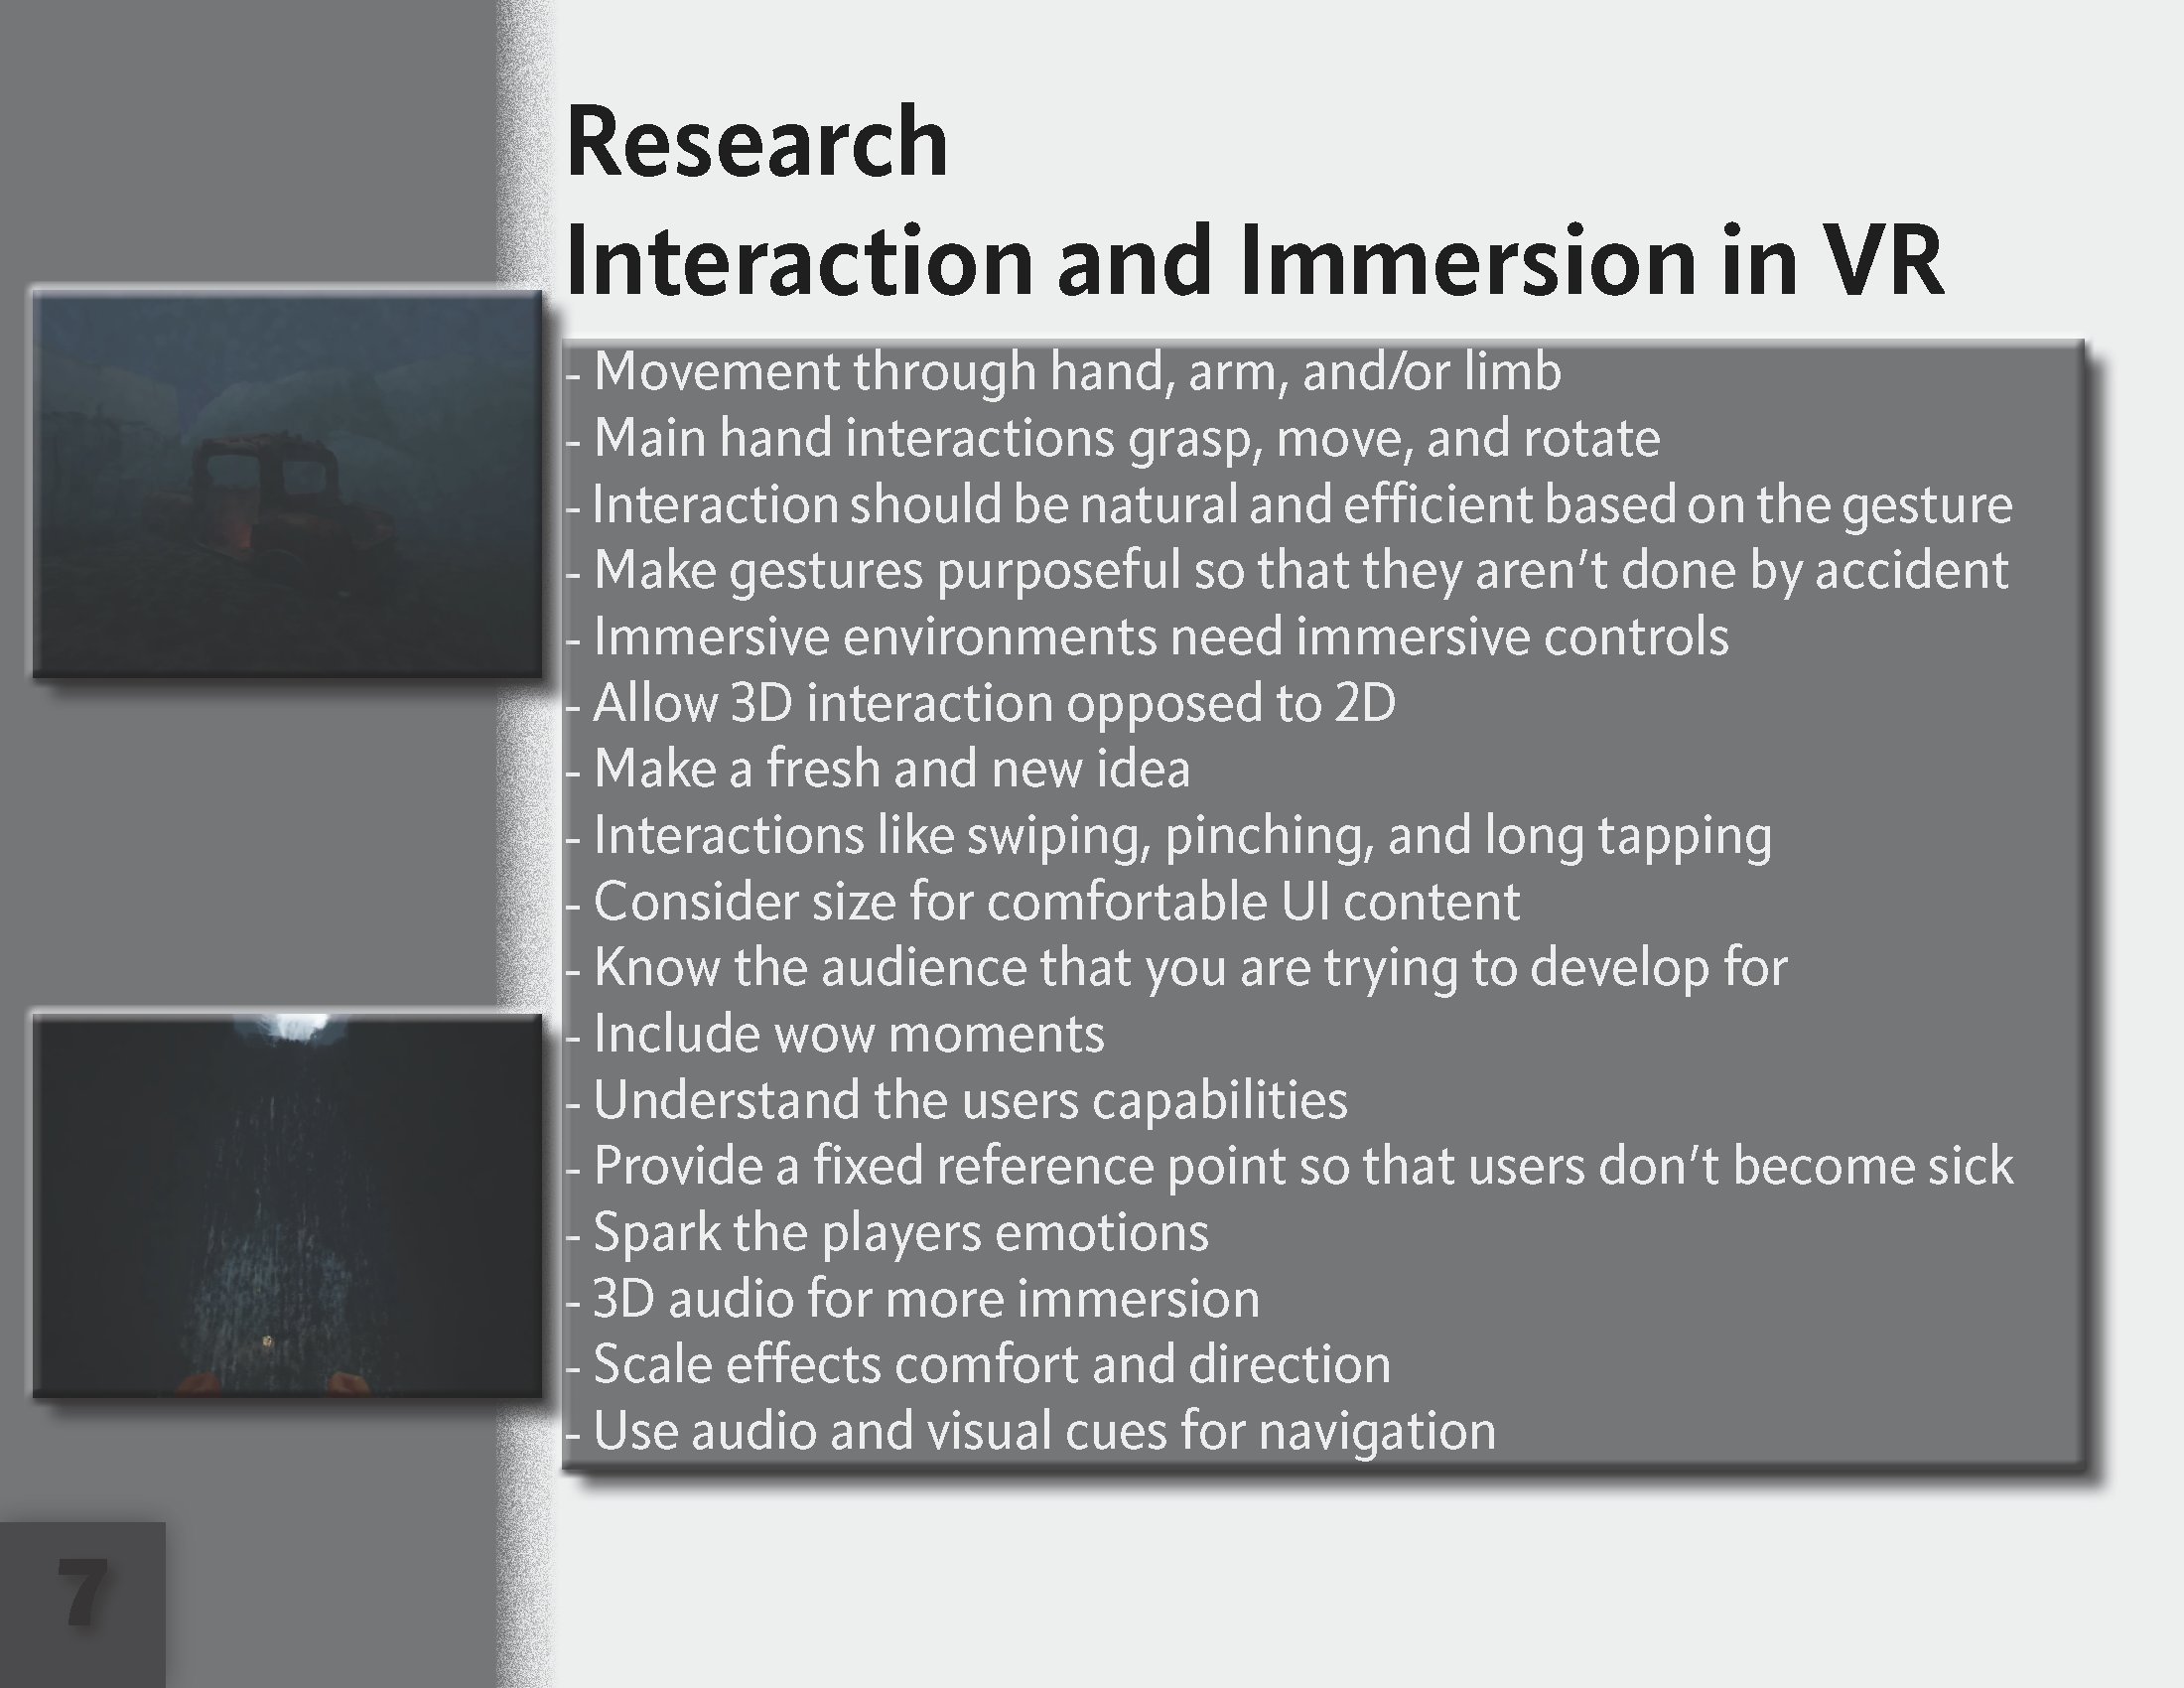 Research
Interaction and Immersion in VR
- Movement through hand, arm, and/or limb
- Main hand interactions grasp, move, and rotate
- Interaction should be natural and efficient based on the gesture
- Make gestures purposeful so that they aren't done by accident
- Immersive environments need immersive controls
- Allow 3D interaction opposed to 2D
- Make a fresh and new idea
- Interactions like swiping, pinching, and long tapping
- Consider size for comfortable UI content
- Know the audience that you are trying to develop for
- Include wow moments
- Understand the users capabilities
- Provide a fixed reference point so that users don't become sick
- Spark the players emotions
- 3D audio for more immersion
- Scale effects comfort and direction
- Use audio and visual cues for navigation
7